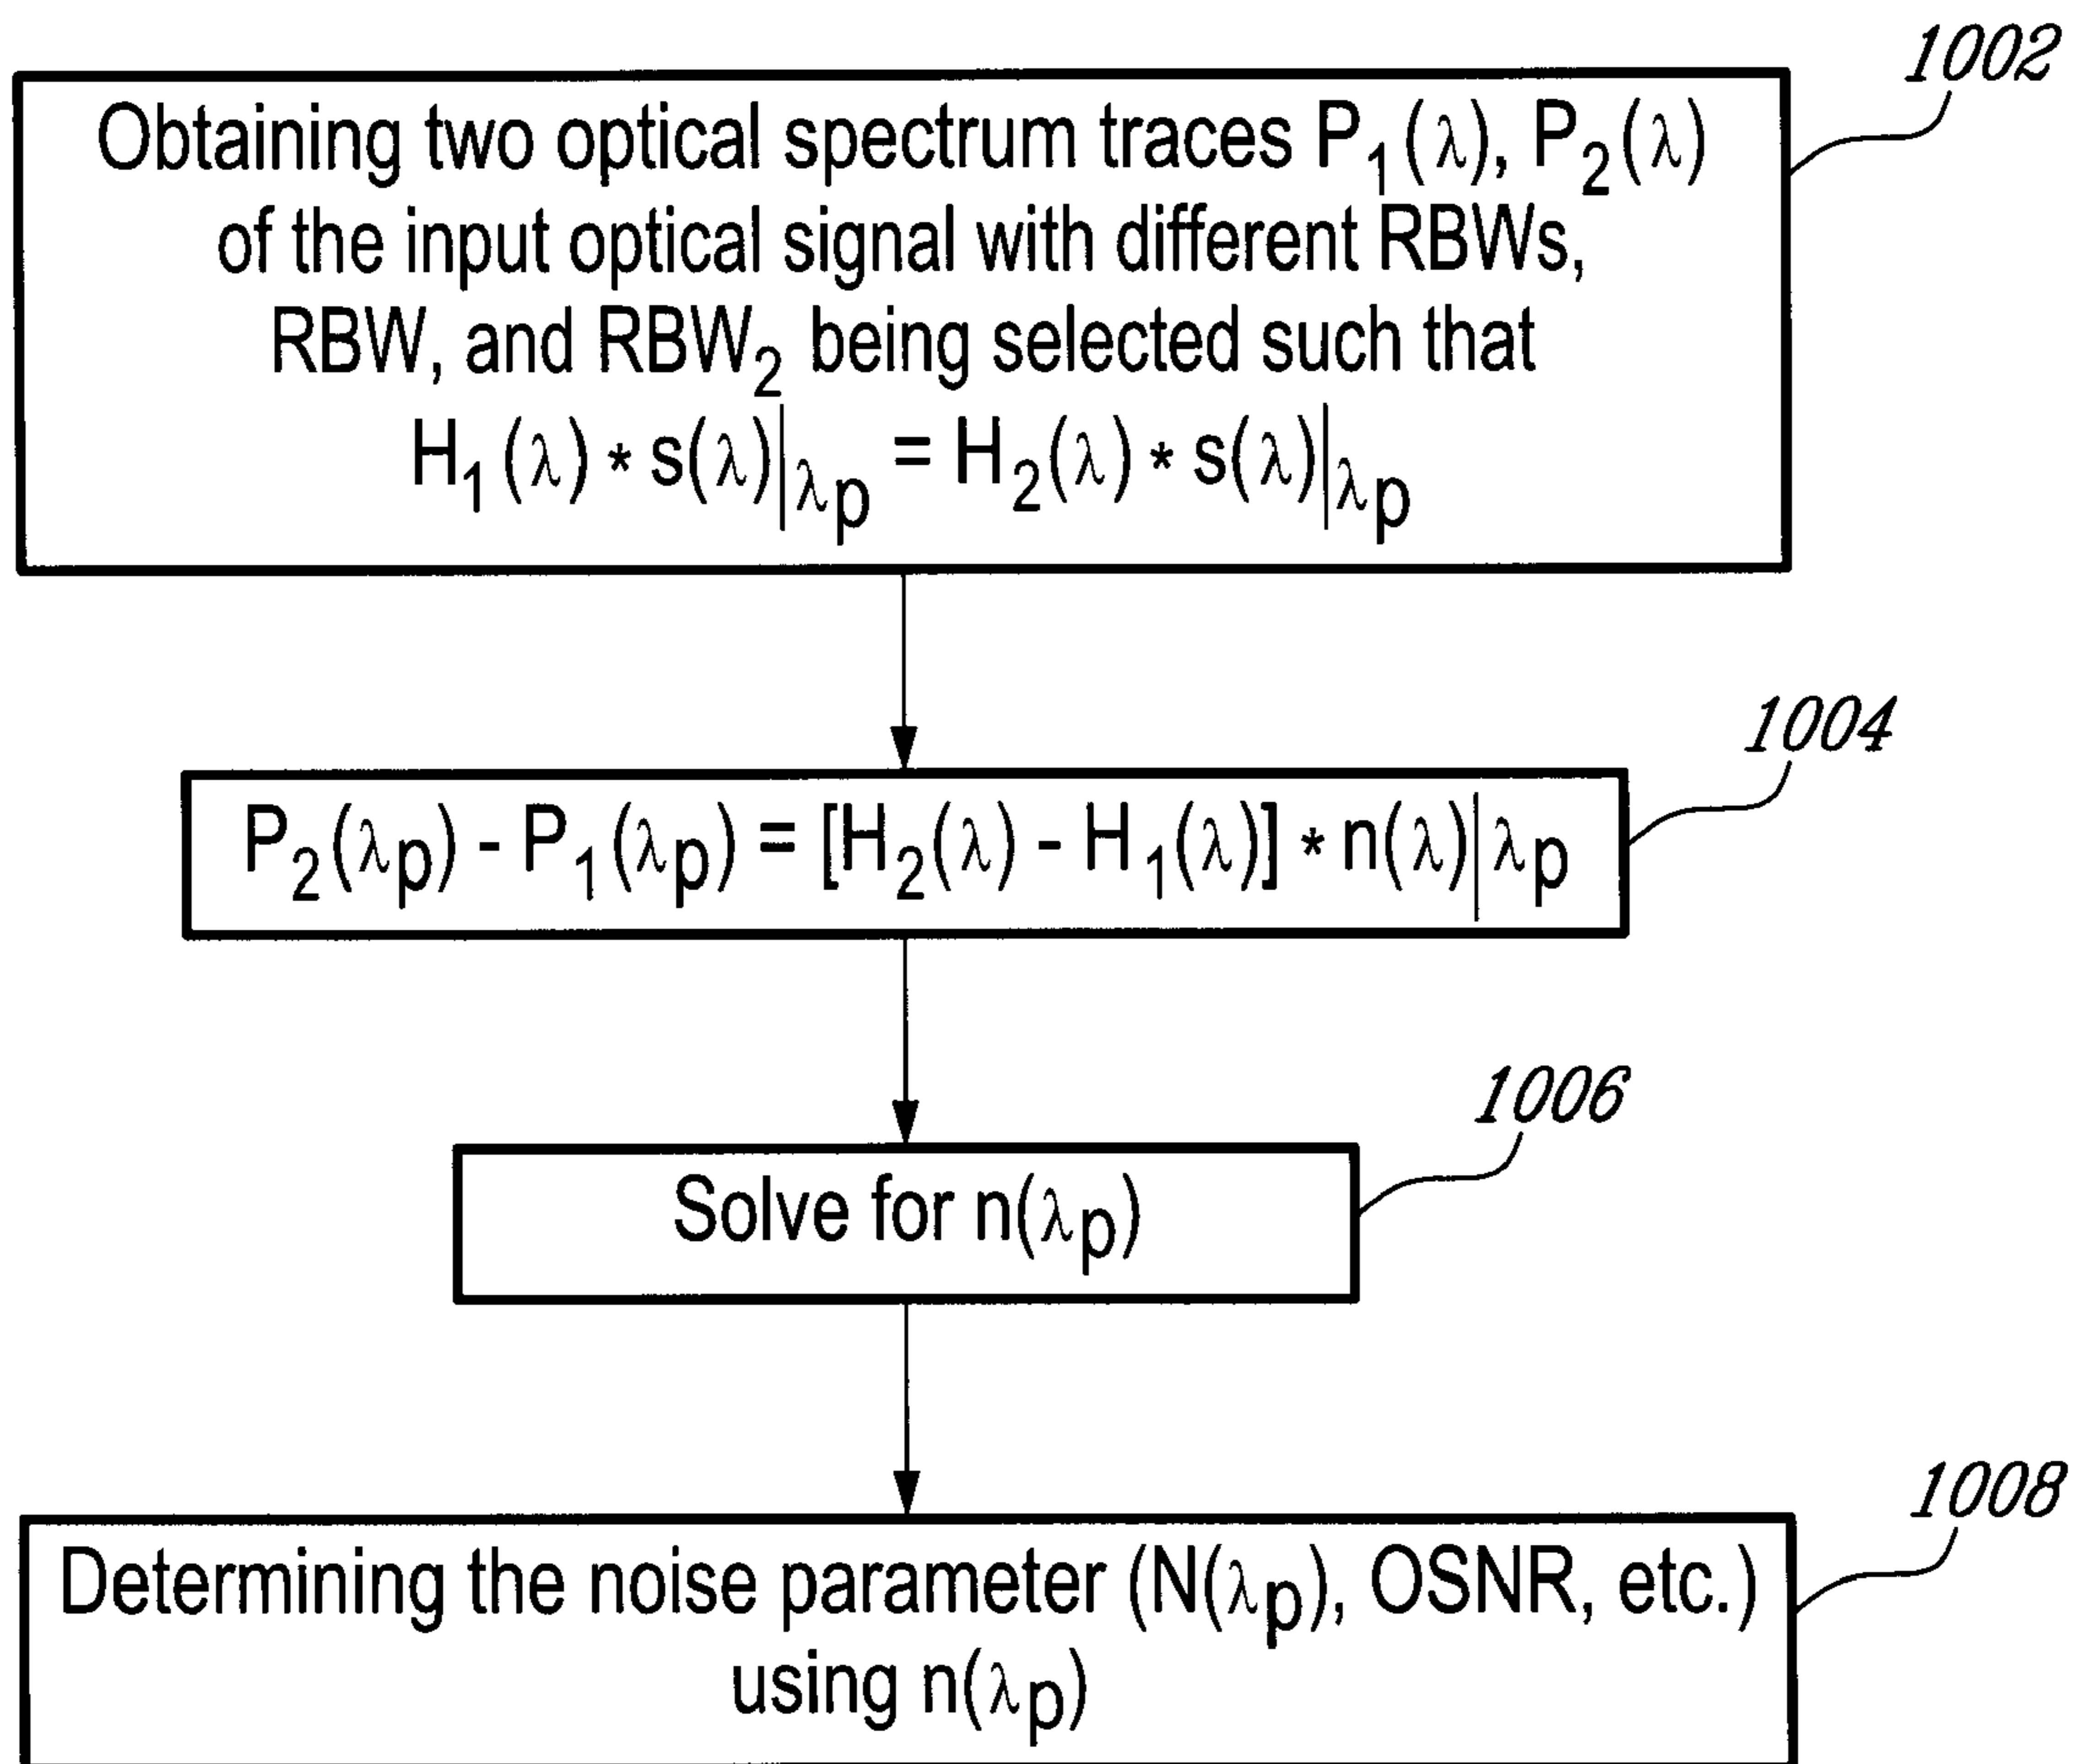 1002
Obtaining two optical spectrum traces P₁(λ), P₂(λ)
of the input optical signal with different RBWs,
RBW, and RBW₂ being selected such that
H₁(λ) * s(λ)|λp = H₂(λ) * s(λ)|λp
1004
P₂(λp) - P₁(λp) = [H₂(λ) - H₁(λ)] * n(λ)|λp
1006
Solve for n(λp)
1008
Determining the noise parameter (N(λp), OSNR, etc.)
using n(λp)